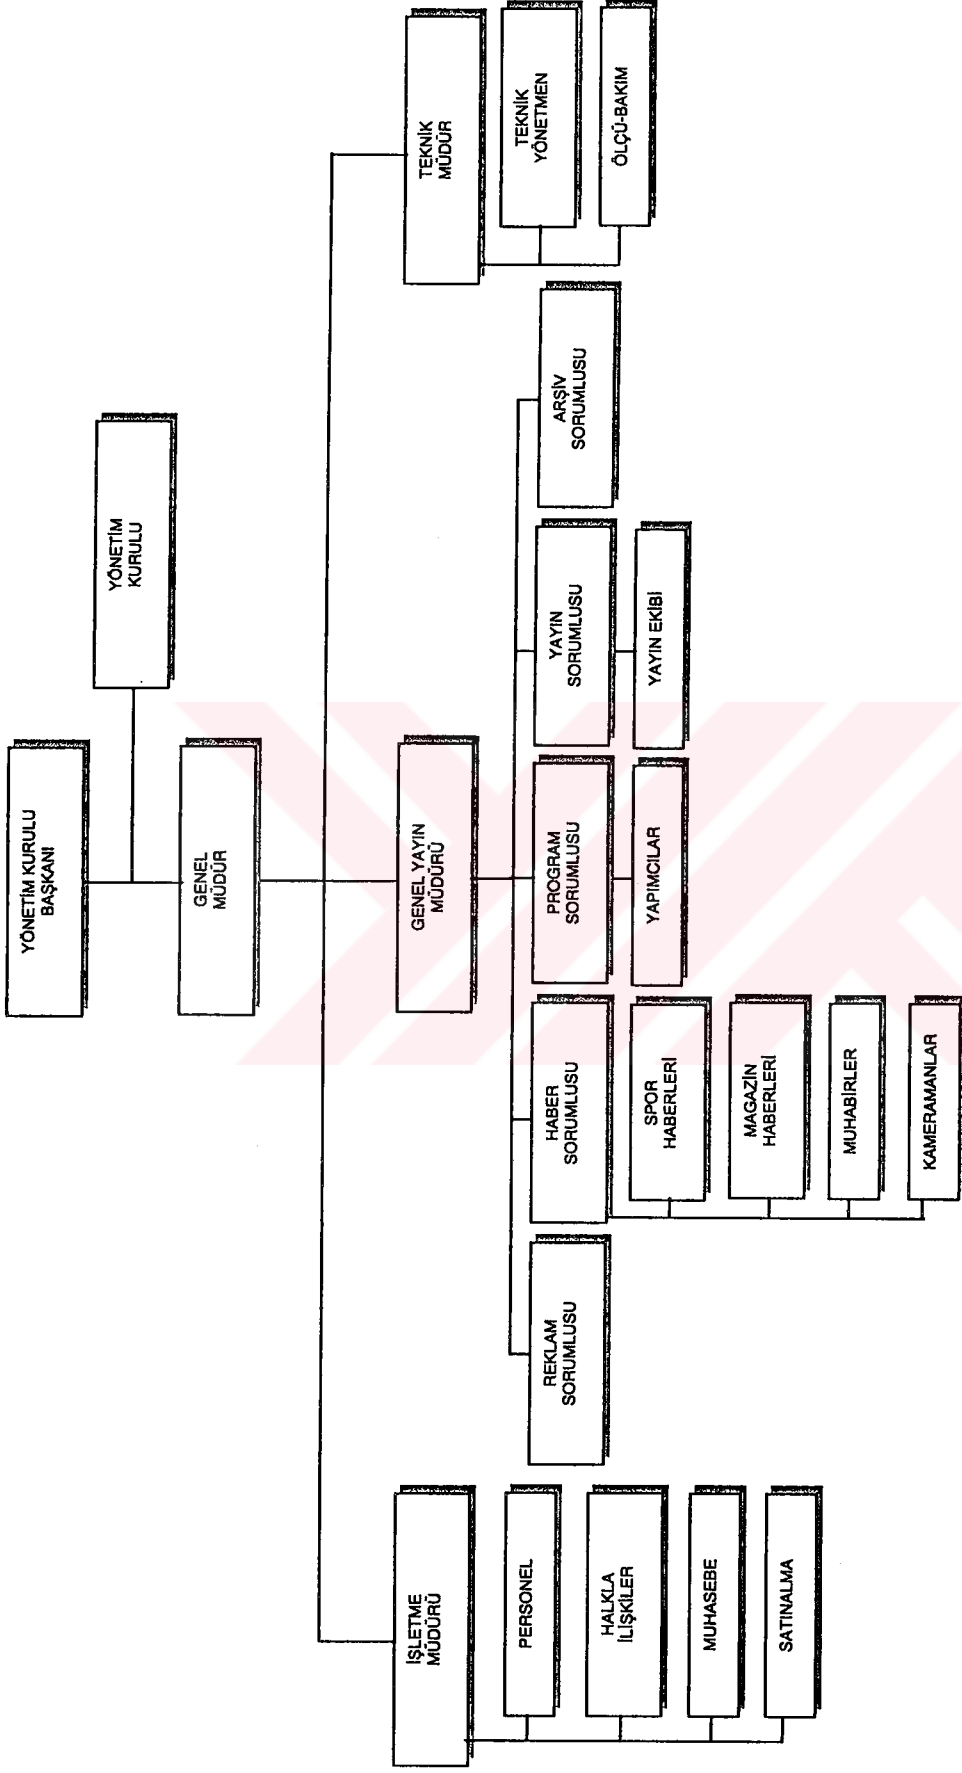 YÖNETİM KURULU
BAŞKANI
YÖNETİM
KURULU
GENEL
MÜDÜR
İŞLETME
MÜDÜRÜ
PERSONEL
HALKLA
İLİŞKİLER
MUHASEBE
SATINALMA
GENEL YAYIN
MÜDÜRÜ
REKLAM
SORUMLUSU
HABER
SORUMLUSU
SPOR
HABERLERİ
MAGAZİN
HABERLERİ
MUHABİRLER
KAMERAMANLAR
PROGRAM
SORUMLUSU
YAPIMCILAR
YAYIN
SORUMLUSU
YAYIN EKİBİ
ARŞİV
SORUMLUSU
TEKNİK
MÜDÜR
TEKNİK
YÖNETMEN
ÖLÇÜ-BAKIM